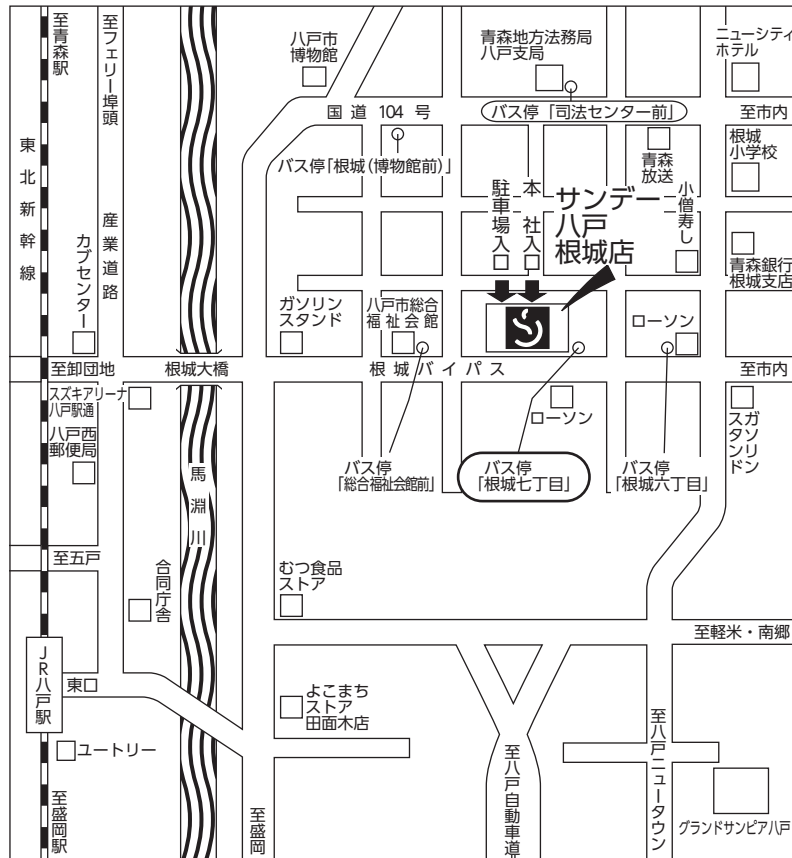 至青森駅
至フェリー埠頭
八戸市
博物館
青森地方法務局
八戸支局
ニューシティ
ホテル
国道104号
バス停「司法センター前」
至市内
東北新幹線
産業道路
カブセンター
バス停「根城(博物館前)」
青森
放送
根城
小学校
駐車場入口
本社入口
サンデー
八戸
根城店
小僧寿し
青森銀行
根城支店
ガソリン
スタンド
八戸市総合
福祉会館
ローソン
至卸団地
根城大橋
根城バイパス
至市内
スズキアリーナ
八戸駅通
八戸西
郵便局
馬淵川
ローソン
ガソリン
スタンド
バス停
「総合福祉会館前」
バス停
「根城七丁目」
バス停
「根城六丁目」
至五戸
合同庁舎
むつ食品
ストア
至軽米・南郷
JR八戸駅
東口
よこまち
ストア
田面木店
ユートリー
至盛岡駅
至盛岡
至八戸自動車道
至八戸ニュータウン
グランドサンピア八戸